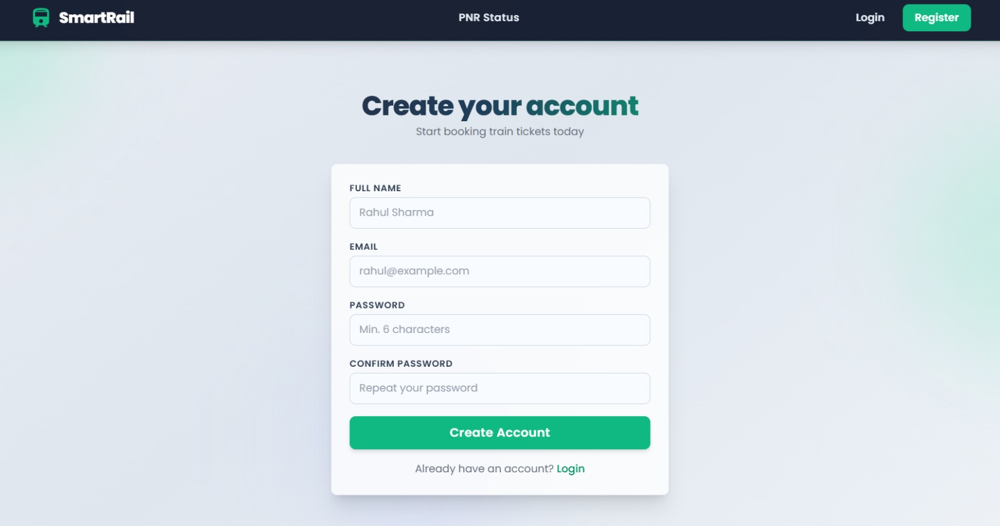 SmartRail
PNR Status
Login
Register
Create your account
Start booking train tickets today
FULL NAME
Rahul Sharma
EMAIL
rahul@example.com
PASSWORD
Min. 6 characters
CONFIRM PASSWORD
Repeat your password
Create Account
Already have an account? Login